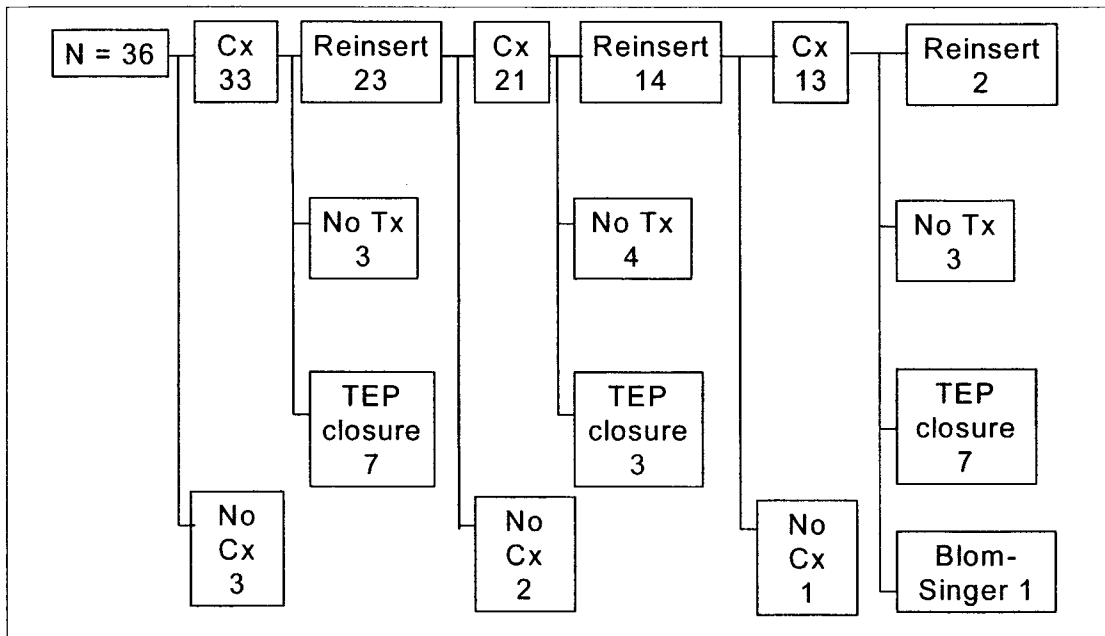 N = 36
Cx
33
Reinsert
23
Cx
21
Reinsert
14
Cx
13
Reinsert
2
No Tx
3
No Tx
4
No Tx
3
TEP
closure
7
TEP
closure
3
TEP
closure
7
No
Cx
3
No
Cx
2
No
Cx
1
Blom-
Singer 1